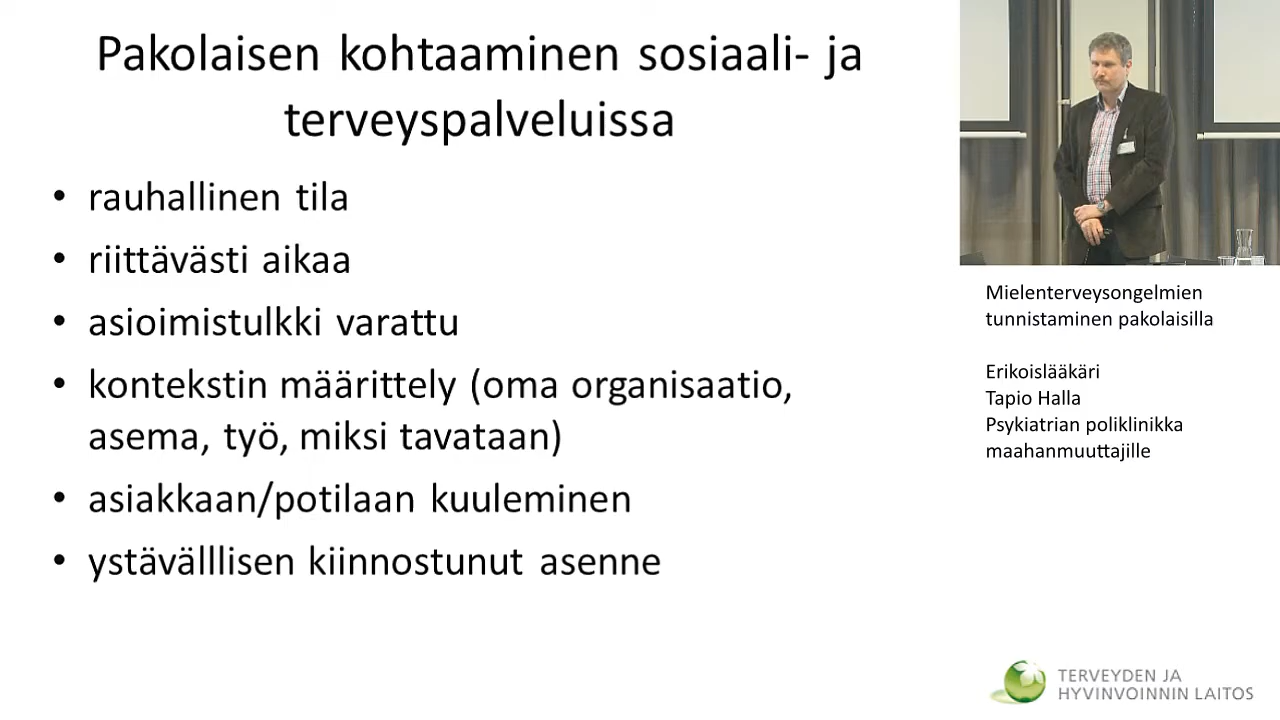 Pakolaisen kohtaaminen sosiaali- ja
terveyspalveluissa
• rauhallinen tila
• riittävästi aikaa
• asioimistulkki varattu
• kontekstin määrittely (oma organisaatio,
asema, työ, miksi tavataan)
• asiakkaan/potilaan kuuleminen
• ystävälllisen kiinnostunut asenne
Mielenterveysongelmien
tunnistaminen pakolaisilla
Erikoislääkäri
Tapio Halla
Psykiatrian poliklinikka
maahanmuuttajille
TERVEYDEN JA
HYVINVOINNIN LAITOS